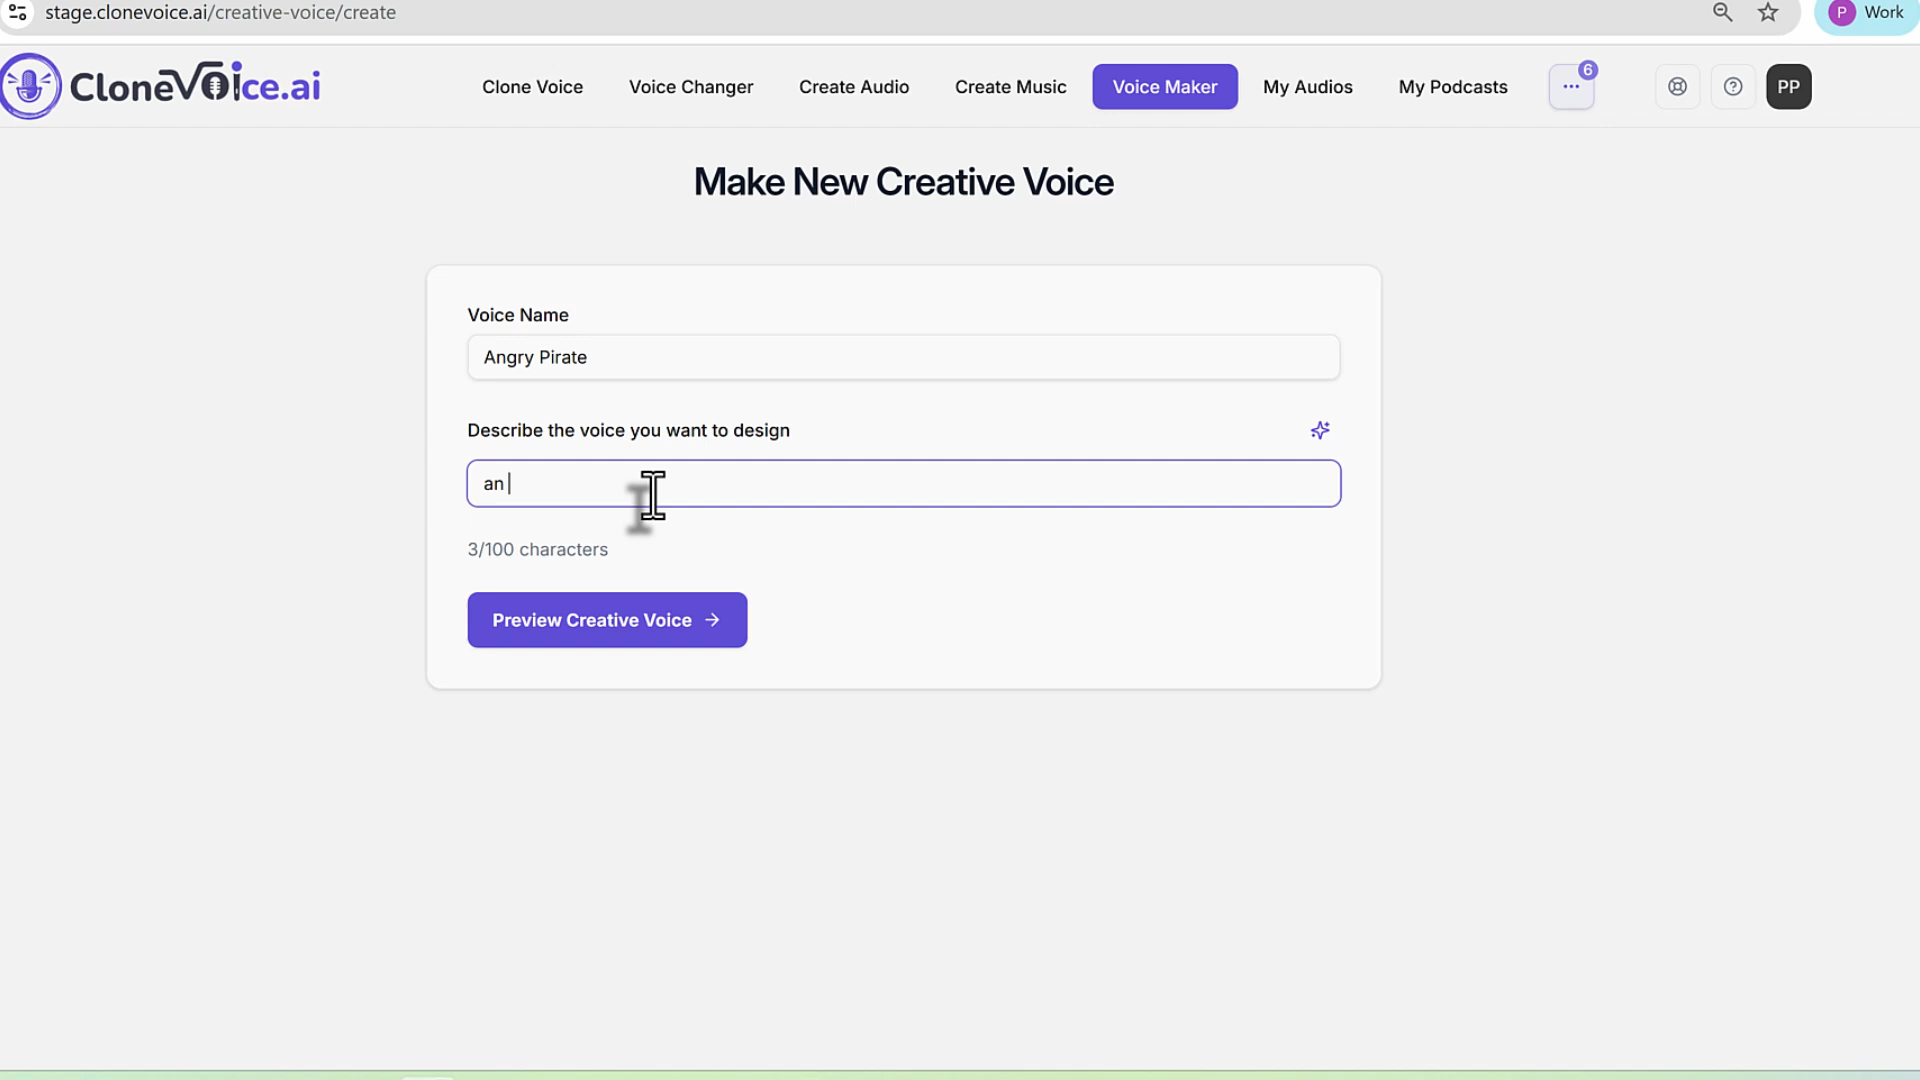 stage.clonevoice.ai/creative-voice/create
P Work
CloneVoice.ai
Clone Voice Voice Changer Create Audio Create Music Voice Maker My Audios My Podcasts ... 6 ? PP
Make New Creative Voice
Voice Name
Angry Pirate
Describe the voice you want to design
an
3/100 characters
Preview Creative Voice →